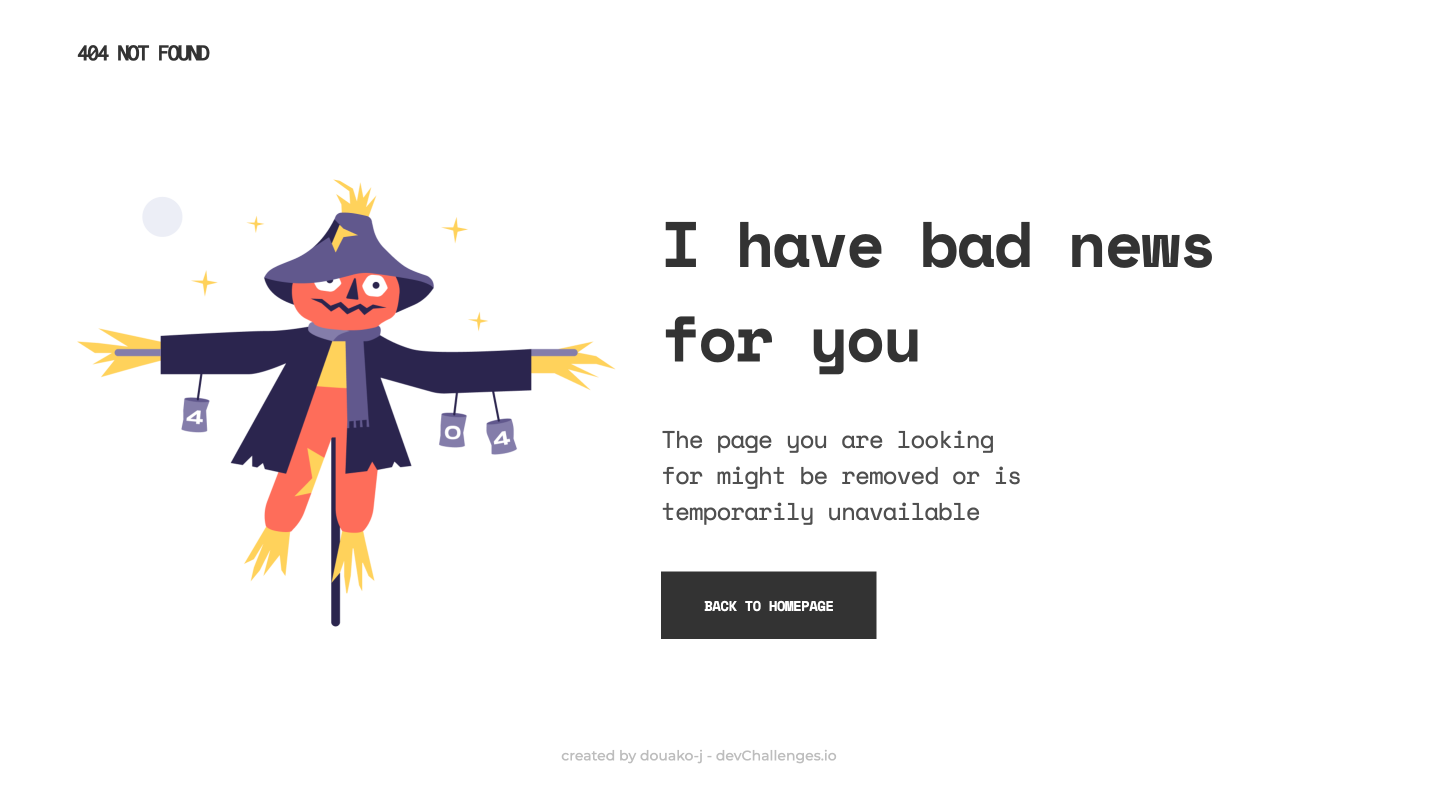 404 NOT FOUND
I have bad news
for you
4
0
4
The page you are looking
for might be removed or is
temporarily unavailable
BACK TO HOMEPAGE
created by douako-j - devChallenges.io